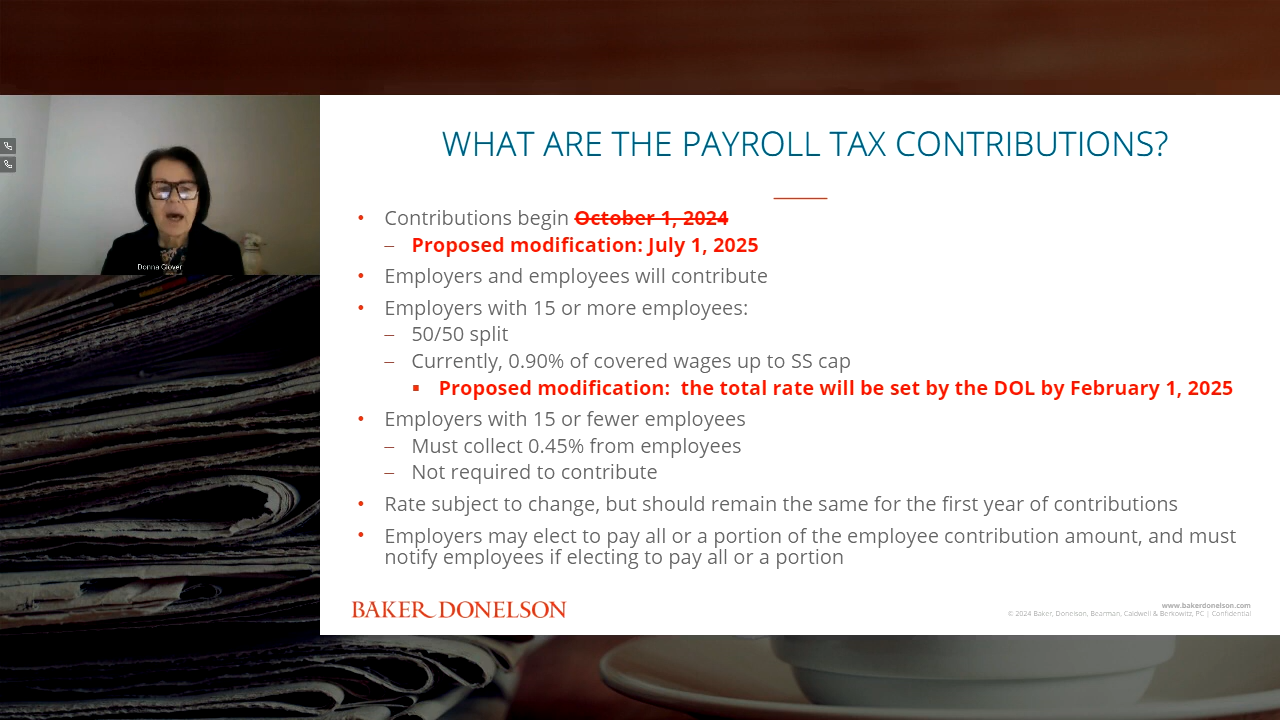 WHAT ARE THE PAYROLL TAX CONTRIBUTIONS?
• Contributions begin October 1, 2024
– Proposed modification: July 1, 2025
• Employers and employees will contribute
• Employers with 15 or more employees:
– 50/50 split
– Currently, 0.90% of covered wages up to SS cap
▪ Proposed modification: the total rate will be set by the DOL by February 1, 2025
• Employers with 15 or fewer employees
– Must collect 0.45% from employees
– Not required to contribute
• Rate subject to change, but should remain the same for the first year of contributions
• Employers may elect to pay all or a portion of the employee contribution amount, and must
notify employees if electing to pay all or a portion
BAKER DONELSON
www.bakerdonelson.com
© 2024 Baker, Donelson, Bearman, Caldwell & Berkowitz, PC | Confidential
Donna Glover